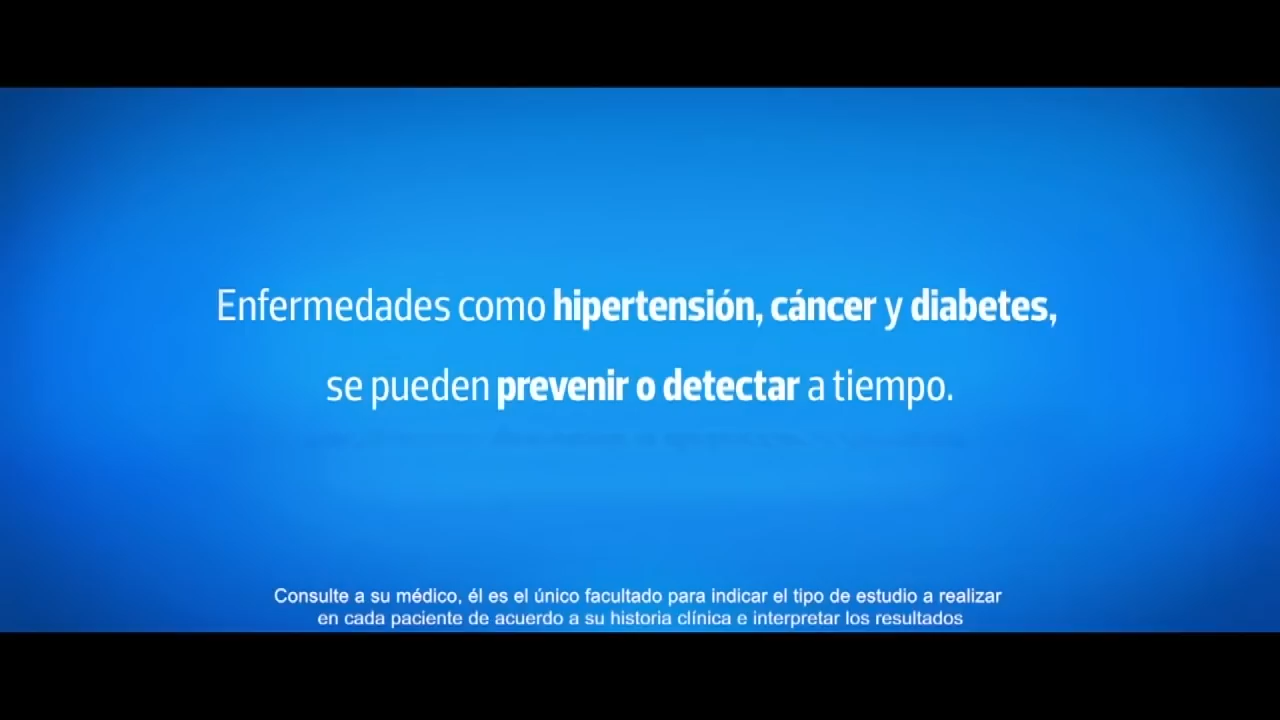 Enfermedades como hipertensión, cáncer y diabetes,
se pueden prevenir o detectar a tiempo.
Consulte a su médico, él es el único facultado para indicar el tipo de estudio a realizar
en cada paciente de acuerdo a su historia clínica e interpretar los resultados